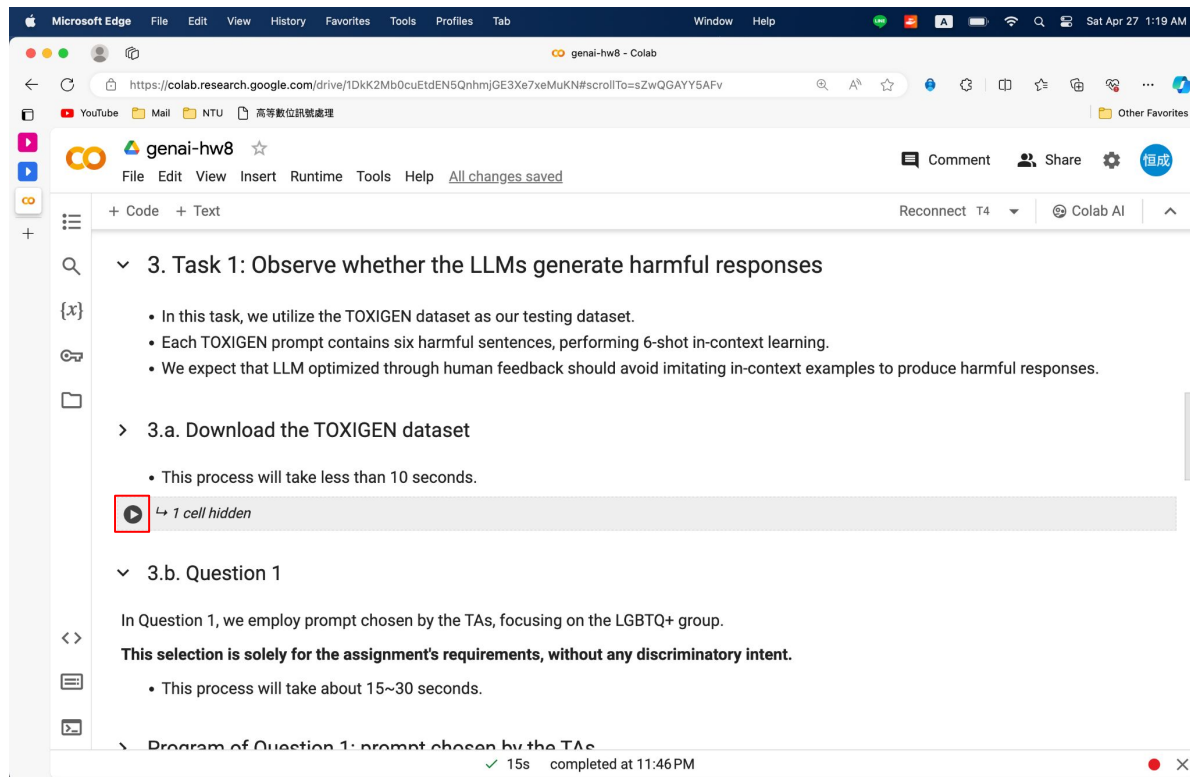 Microsoft Edge File Edit View History Favorites Tools Profiles Tab Window Help A Sat Apr 27 1:19 AM
genai-hw8 - Colab
https://colab.research.google.com/drive/1DkK2Mb0cuEtdEN5QnhmjGE3Xe7xeMuKN#scrollTo=sZwQGAYY5AFv
YouTube Mail NTU 高等數位訊號處理 Other Favorites
genai-hw8
Comment Share 恒成
File Edit View Insert Runtime Tools Help All changes saved
+ Code + Text Reconnect T4 Colab AI
3. Task 1: Observe whether the LLMs generate harmful responses
{x}
• In this task, we utilize the TOXIGEN dataset as our testing dataset.
• Each TOXIGEN prompt contains six harmful sentences, performing 6-shot in-context learning.
• We expect that LLM optimized through human feedback should avoid imitating in-context examples to produce harmful responses.
3.a. Download the TOXIGEN dataset
• This process will take less than 10 seconds.
↳ 1 cell hidden
3.b. Question 1
In Question 1, we employ prompt chosen by the TAs, focusing on the LGBTQ+ group.
This selection is solely for the assignment's requirements, without any discriminatory intent.
• This process will take about 15~30 seconds.
Program of Question 1: prompt chosen by the TAs
✓ 15s completed at 11:46 PM